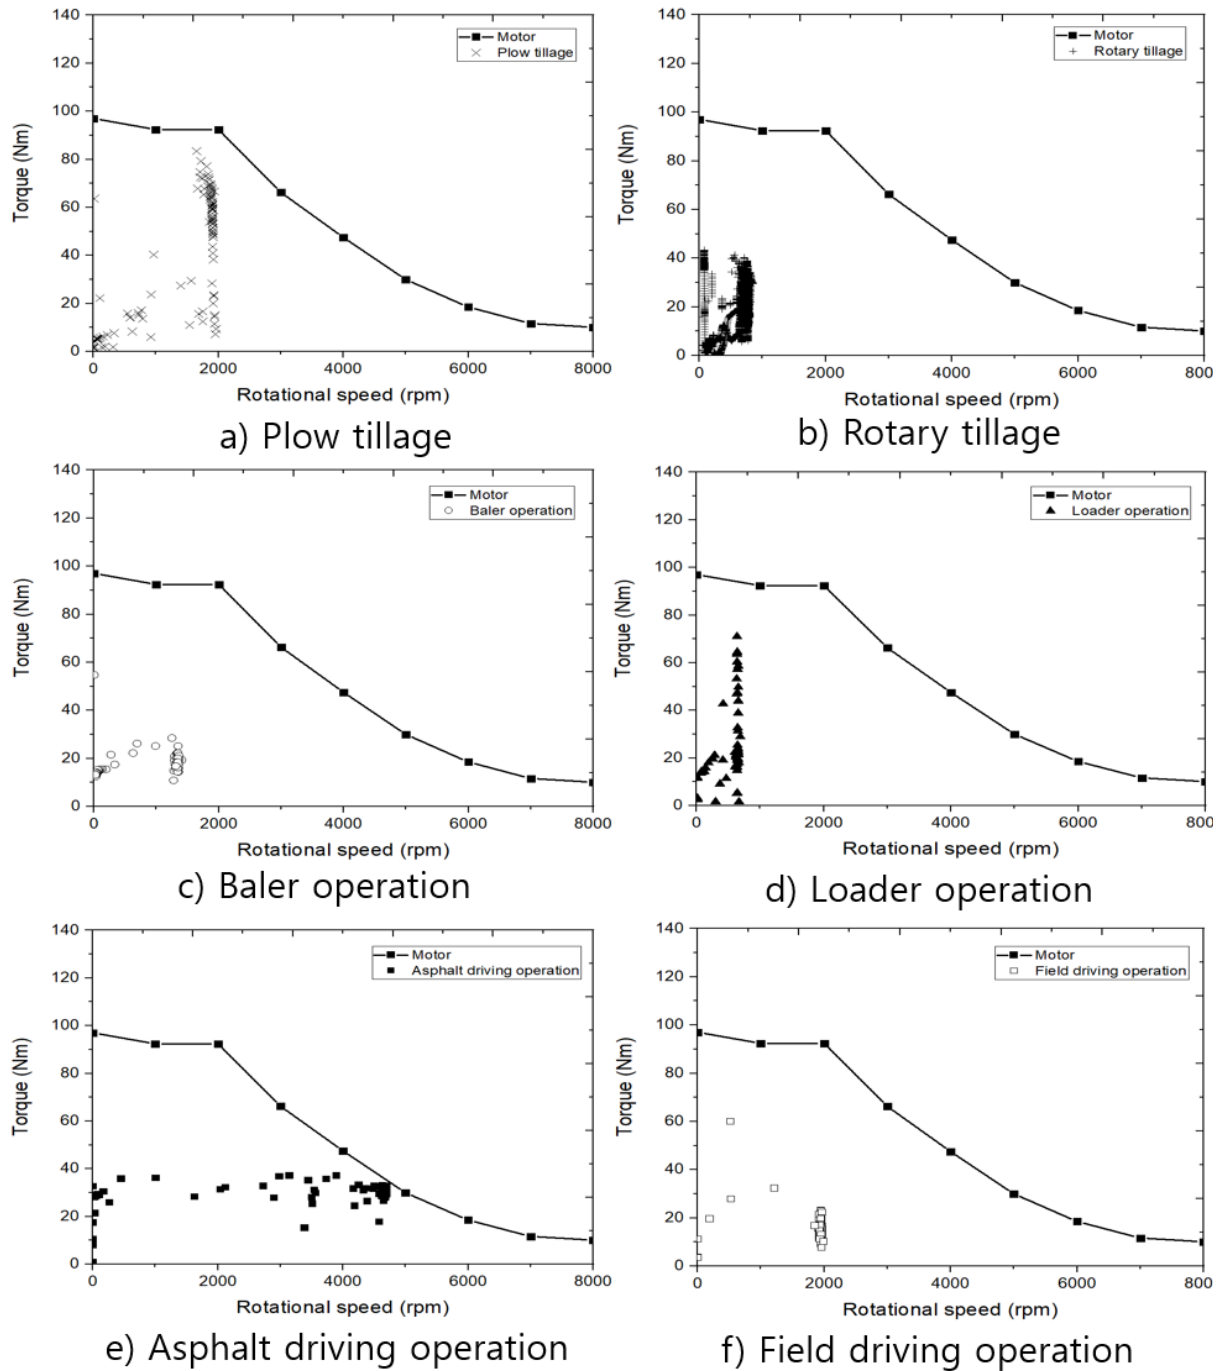 140
120
100
80
60
40
20
0
Torque (Nm)
Motor
Plow tillage
0 2000 4000 6000 8000
Rotational speed (rpm)
a) Plow tillage
140
120
100
80
60
40
20
0
Torque (Nm)
Motor
Rotary tillage
0 2000 4000 6000 800
Rotational speed (rpm)
b) Rotary tillage
140
120
100
80
60
40
20
0
Torque (Nm)
Motor
Baler operation
0 2000 4000 6000 8000
Rotational speed (rpm)
c) Baler operation
140
120
100
80
60
40
20
0
Torque (Nm)
Motor
Loader operation
0 2000 4000 6000 800
Rotational speed (rpm)
d) Loader operation
140
120
100
80
60
40
20
0
Torque (Nm)
Motor
Asphalt driving operation
0 2000 4000 6000 8000
Rotational speed (rpm)
e) Asphalt driving operation
140
120
100
80
60
40
20
0
Torque (Nm)
Motor
Field driving operation
0 2000 4000 6000 800
Rotational speed (rpm)
f) Field driving operation